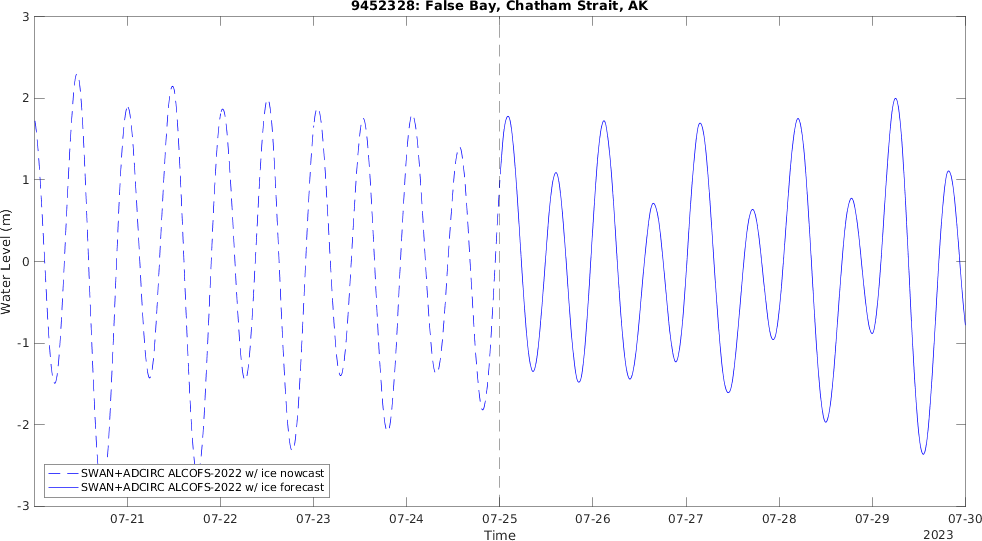 9452328: False Bay, Chatham Strait, AK
3
2
1
0
-1
-2
-3
Water Level (m)
SWAN+ADCIRC ALCOFS-2022 w/ ice nowcast
SWAN+ADCIRC ALCOFS-2022 w/ ice forecast
07-21 07-22 07-23 07-24 07-25 07-26 07-27 07-28 07-29 07-30
Time
2023